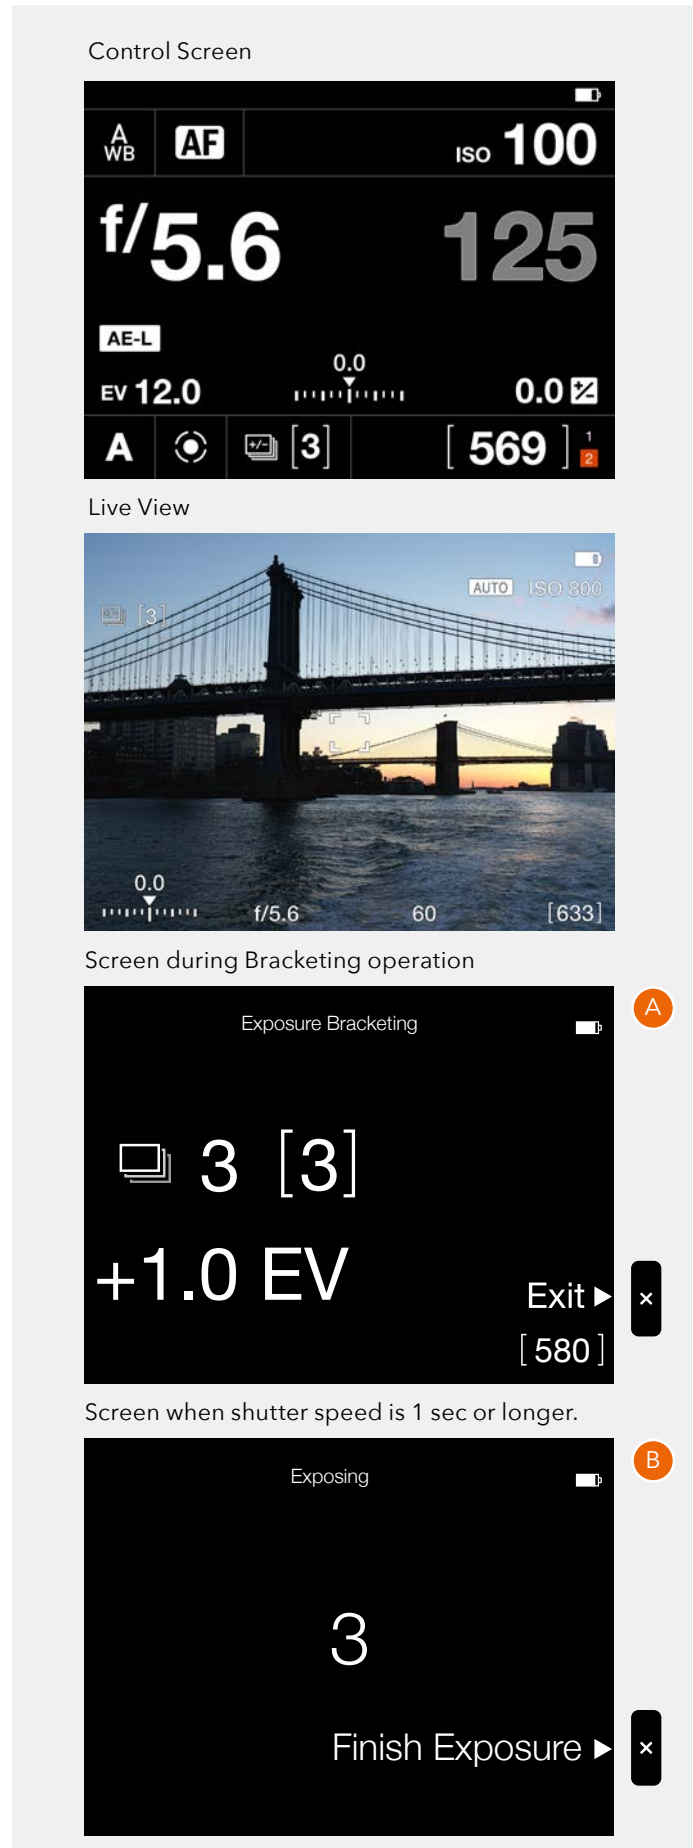 Control Screen
A
WB
AF
ISO 100
f/5.6 125
AE-L
0.0
EV 12.0
0.0 +/-
A
+/- [3]
[ 569 ] 1
2
Live View
AUTO ISO 800
[3]
0.0
f/5.6 60 [633]
Screen during Bracketing operation
A
Exposure Bracketing
3 [3]
+1.0 EV
Exit ▶ ×
[ 580 ]
Screen when shutter speed is 1 sec or longer.
B
Exposing
3
Finish Exposure ▶ ×